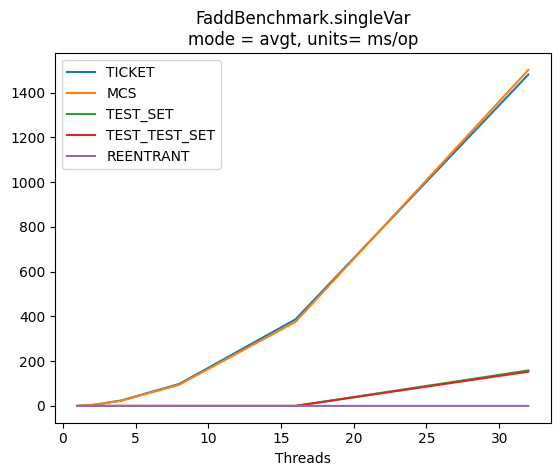 FaddBenchmark.singleVar
mode = avgt, units= ms/op
TICKET
MCS
TEST_SET
TEST_TEST_SET
REENTRANT
1400
1200
1000
800
600
400
200
0
0 5 10 15 20 25 30
Threads